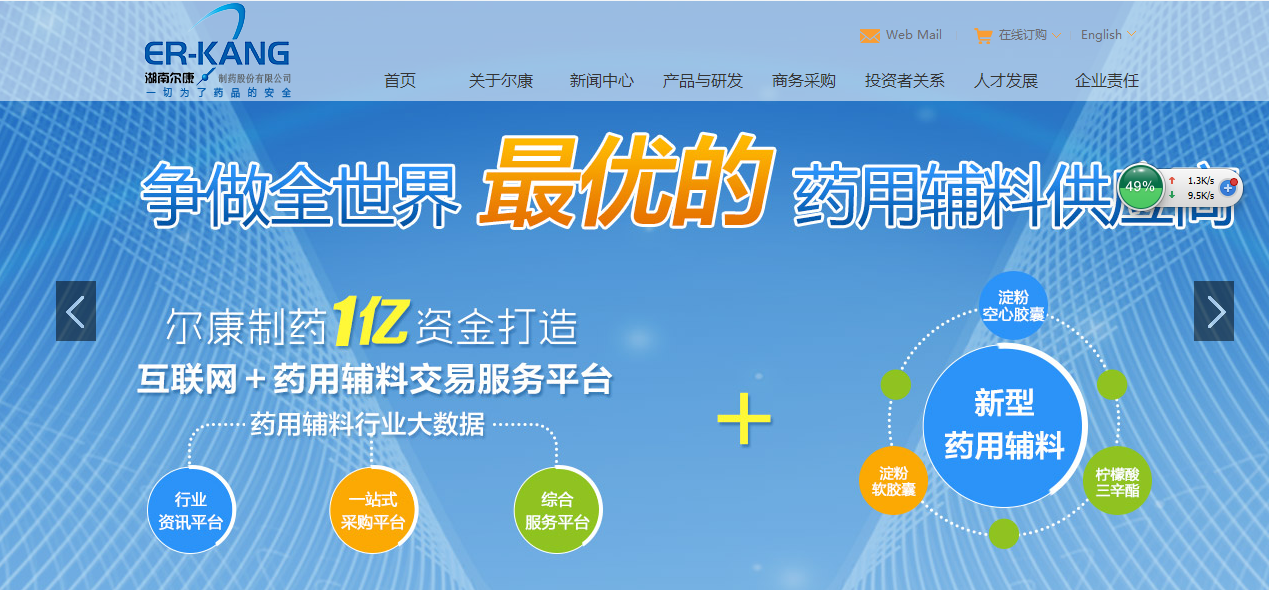 ER-KANG
湖南尔康 制药股份有限公司
一切为了药品的安全
Web Mail 在线订购 English
首页 关于尔康 新闻中心 产品与研发 商务采购 投资者关系 人才发展 企业责任
争做全世界 最优的 药用辅料供应商
49%
1.3K/s
9.5K/s
尔康制药1亿资金打造
互联网+药用辅料交易服务平台
药用辅料行业大数据
行业
资讯平台
一站式
采购平台
综合
服务平台
+
淀粉
空心胶囊
新型
药用辅料
淀粉
软胶囊
柠檬酸
三辛酯